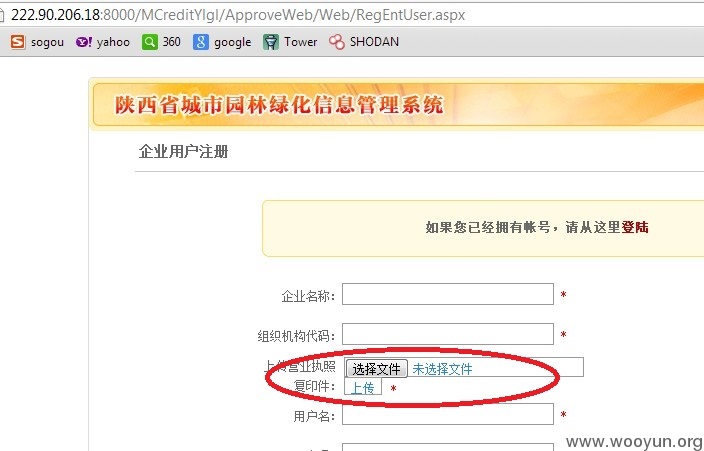 222.90.206.18:8000/MCreditYlgl/ApproveWeb/Web/RegEntUser.aspx
sogou yahoo 360 google Tower SHODAN
陕西省城市园林绿化信息管理系统
企业用户注册
如果您已经拥有帐号，请从这里登陆
企业名称： *
组织机构代码： *
上传营业执照 选择文件 未选择文件
复印件： 上传 *
用户名： *
www.wooyun.org